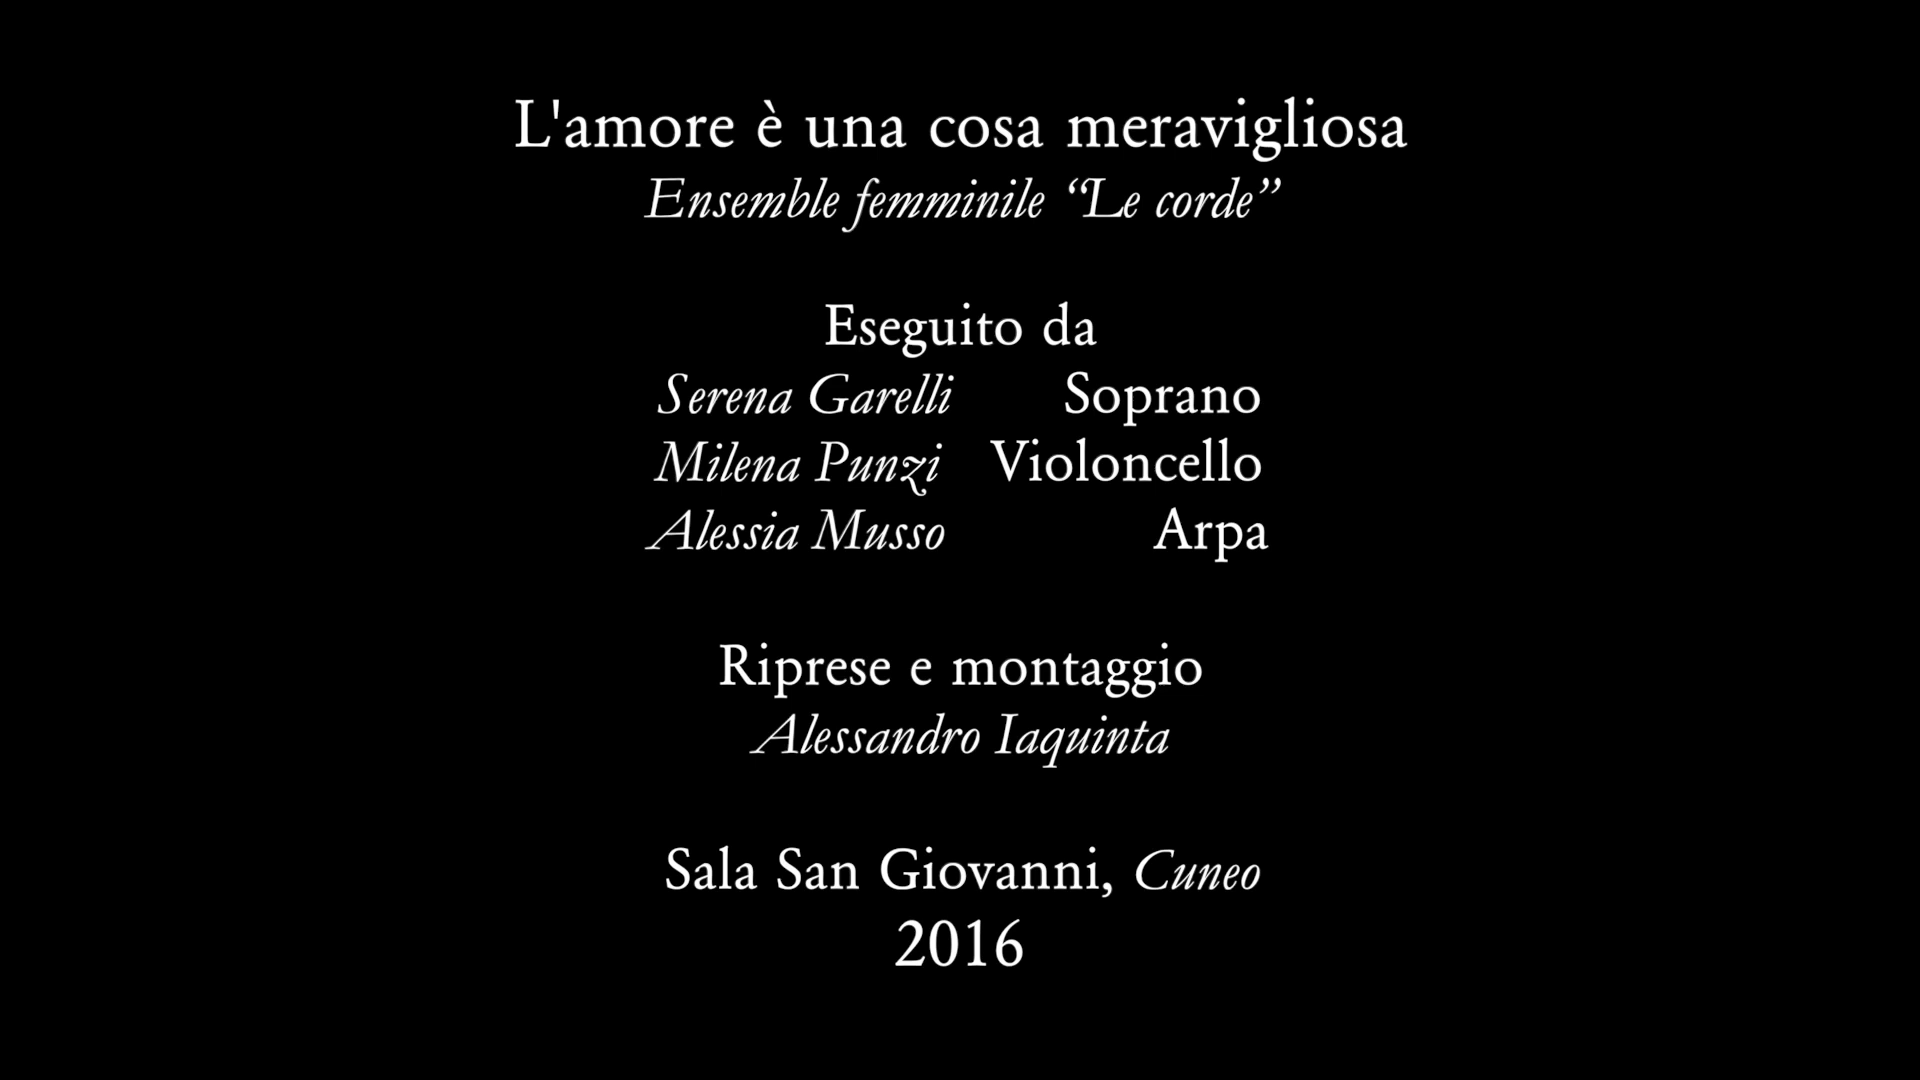 L'amore è una cosa meravigliosa
Ensemble femminile “Le corde”
Eseguito da
Serena Garelli Soprano
Milena Punzi Violoncello
Alessia Musso Arpa
Riprese e montaggio
Alessandro Iaquinta
Sala San Giovanni, Cuneo
2016